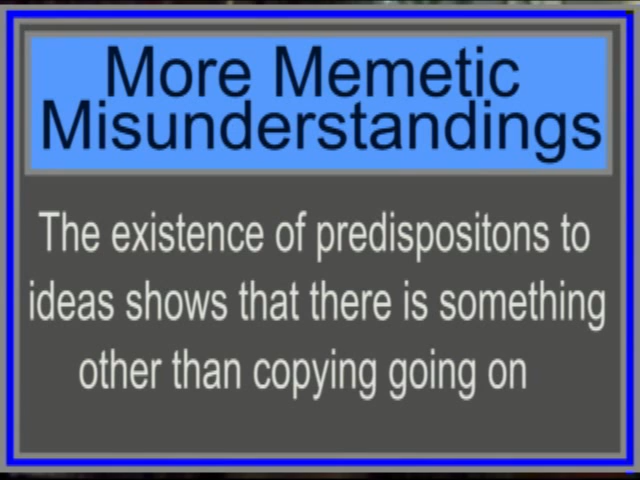 More Memetic
Misunderstandings
The existence of predispositons to
ideas shows that there is something
other than copying going on